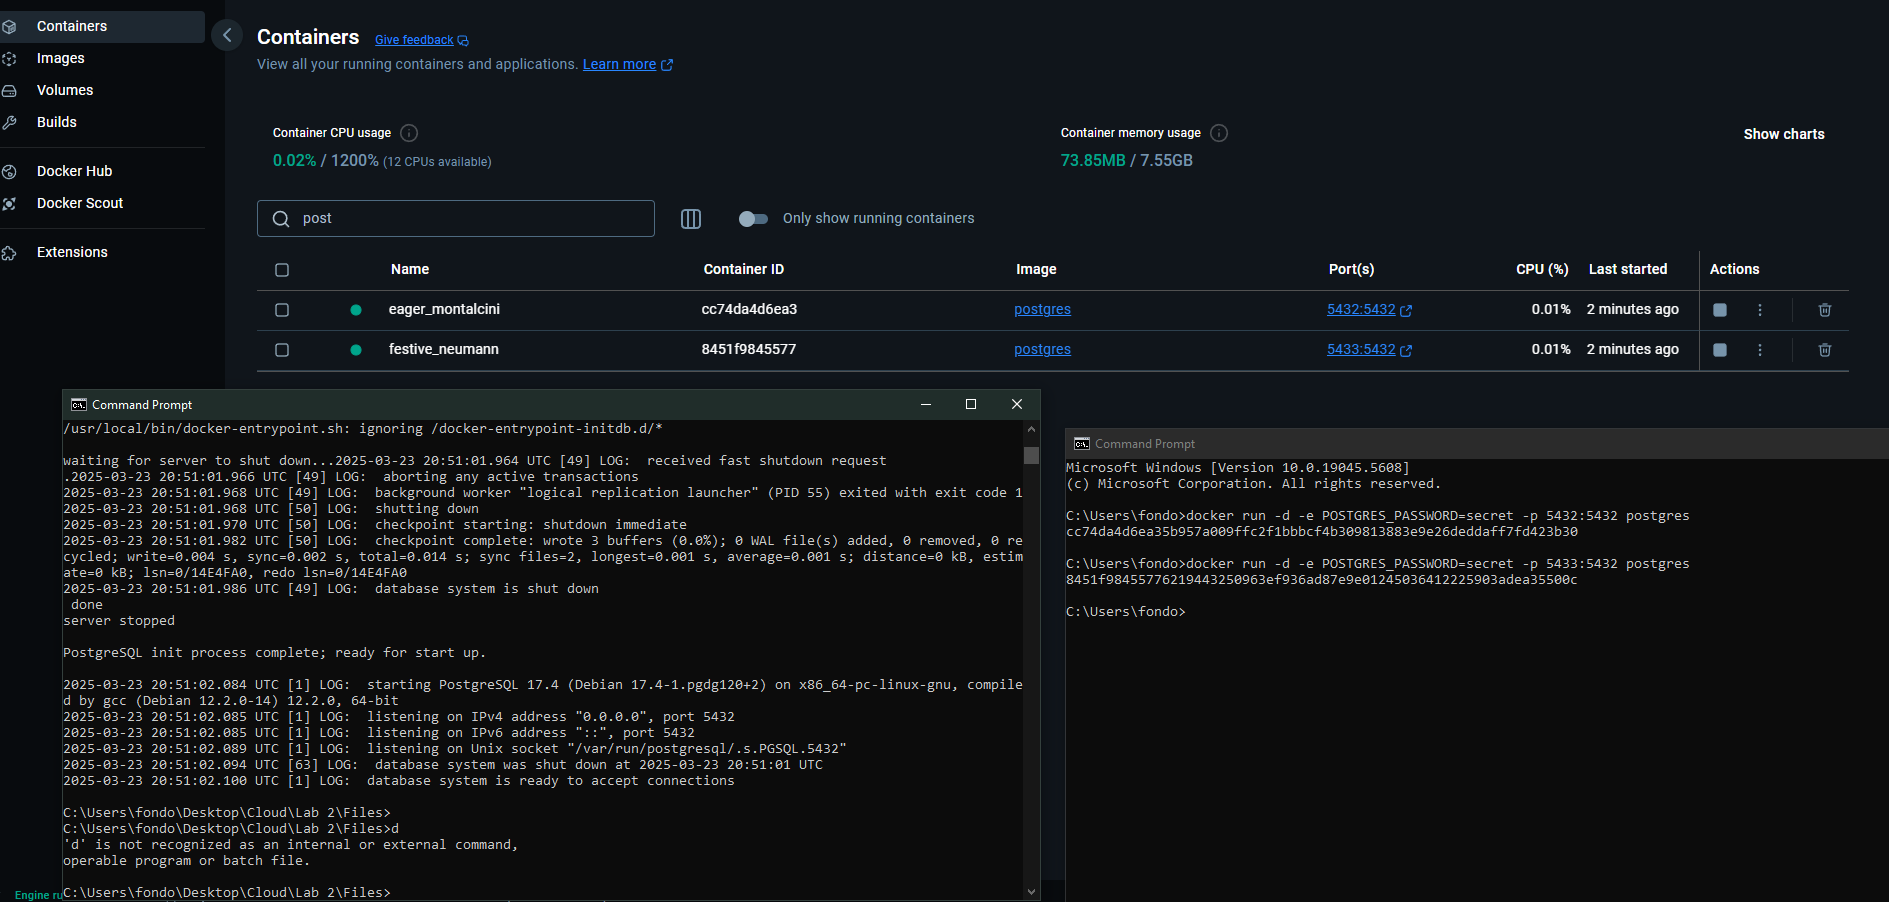 Containers
Images
Volumes
Builds
Docker Hub
Docker Scout
Extensions
Containers Give feedback
View all your running containers and applications. Learn more
Container CPU usage
0.02% / 1200% (12 CPUs available)
Container memory usage
73.85MB / 7.55GB
Show charts
post
Only show running containers
Name Container ID Image Port(s) CPU (%) Last started Actions
eager_montalcini cc74da4d6ea3 postgres 5432:5432 0.01% 2 minutes ago
festive_neumann 8451f9845577 postgres 5433:5432 0.01% 2 minutes ago
Command Prompt
/usr/local/bin/docker-entrypoint.sh: ignoring /docker-entrypoint-initdb.d/*
waiting for server to shut down...2025-03-23 20:51:01.964 UTC [49] LOG:  received fast shutdown request
.2025-03-23 20:51:01.966 UTC [49] LOG:  aborting any active transactions
2025-03-23 20:51:01.968 UTC [49] LOG:  background worker "logical replication launcher" (PID 55) exited with exit code 1
2025-03-23 20:51:01.968 UTC [50] LOG:  shutting down
2025-03-23 20:51:01.970 UTC [50] LOG:  checkpoint starting: shutdown immediate
2025-03-23 20:51:01.982 UTC [50] LOG:  checkpoint complete: wrote 3 buffers (0.0%); 0 WAL file(s) added, 0 removed, 0 re
cycled; write=0.004 s, sync=0.002 s, total=0.014 s; sync files=2, longest=0.001 s, average=0.001 s; distance=0 kB, estim
ate=0 kB; lsn=0/14E4FA0, redo lsn=0/14E4FA0
2025-03-23 20:51:01.986 UTC [49] LOG:  database system is shut down
done
server stopped
PostgreSQL init process complete; ready for start up.
2025-03-23 20:51:02.084 UTC [1] LOG:  starting PostgreSQL 17.4 (Debian 17.4-1.pgdg120+2) on x86_64-pc-linux-gnu, compile
d by gcc (Debian 12.2.0-14) 12.2.0, 64-bit
2025-03-23 20:51:02.085 UTC [1] LOG:  listening on IPv4 address "0.0.0.0", port 5432
2025-03-23 20:51:02.085 UTC [1] LOG:  listening on IPv6 address "::", port 5432
2025-03-23 20:51:02.089 UTC [1] LOG:  listening on Unix socket "/var/run/postgresql/.s.PGSQL.5432"
2025-03-23 20:51:02.094 UTC [63] LOG:  database system was shut down at 2025-03-23 20:51:01 UTC
2025-03-23 20:51:02.100 UTC [1] LOG:  database system is ready to accept connections
C:\Users\fondo\Desktop\Cloud\Lab 2\Files>
C:\Users\fondo\Desktop\Cloud\Lab 2\Files>d
'd' is not recognized as an internal or external command,
operable program or batch file.
C:\Users\fondo\Desktop\Cloud\Lab 2\Files>
Engine ru
Command Prompt
Microsoft Windows [Version 10.0.19045.5608]
(c) Microsoft Corporation. All rights reserved.
C:\Users\fondo>docker run -d -e POSTGRES_PASSWORD=secret -p 5432:5432 postgres
cc74da4d6ea35b957a009ffc2f1bbbcf4b309813883e9e26deddaff7fd423b30
C:\Users\fondo>docker run -d -e POSTGRES_PASSWORD=secret -p 5433:5432 postgres
8451f98455776219443250963ef936ad87e9e01245036412225903adea35500c
C:\Users\fondo>